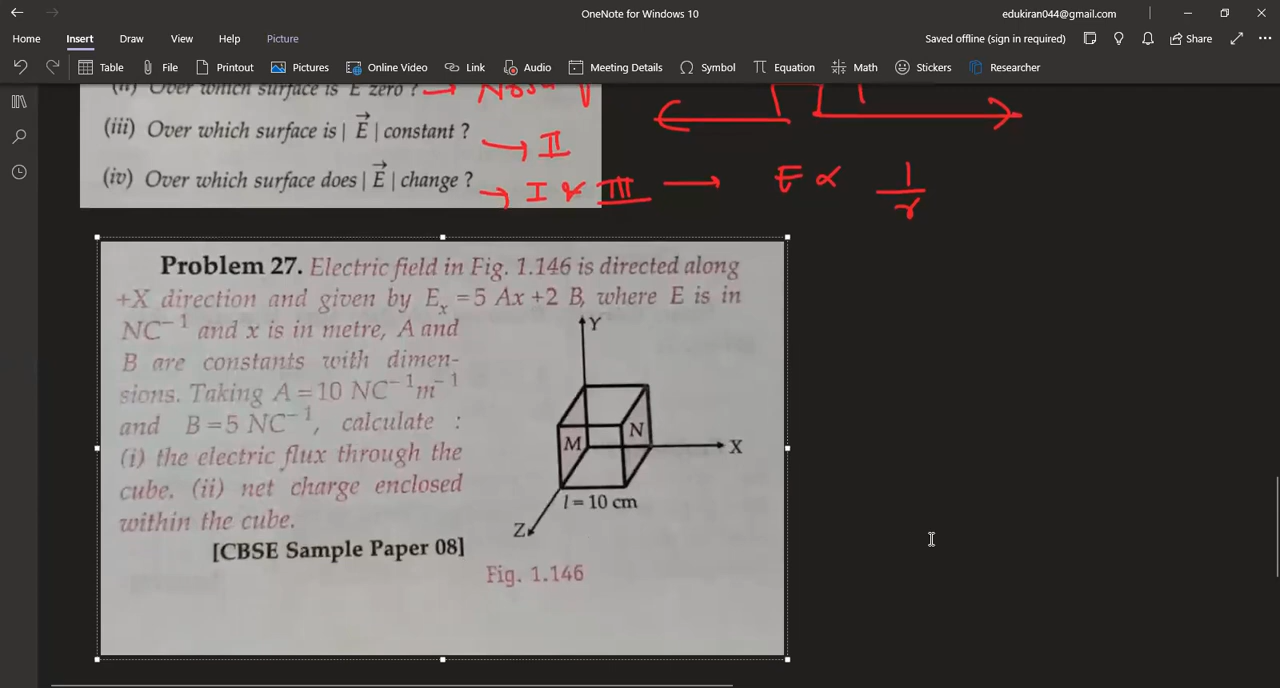 OneNote for Windows 10
edukiran044@gmail.com
Home Insert Draw View Help Picture
Saved offline (sign in required) Share
Table File Printout Pictures Online Video Link Audio Meeting Details Symbol Equation Math Stickers Researcher
(ii) Over which surface is E zero ?
(iii) Over which surface is | E | constant ? → II
(iv) Over which surface does | E | change ? → I & III → E ∝ 1/r
Problem 27. Electric field in Fig. 1.146 is directed along
+X direction and given by Eₓ = 5 Ax + 2 B, where E is in
NC⁻¹ and x is in metre, A and
B are constants with dimen-
sions. Taking A = 10 NC⁻¹m⁻¹
and B = 5 NC⁻¹, calculate :
(i) the electric flux through the
cube. (ii) net charge enclosed
within the cube.
[CBSE Sample Paper 08]
Y
M N
X
l = 10 cm
Z
Fig. 1.146